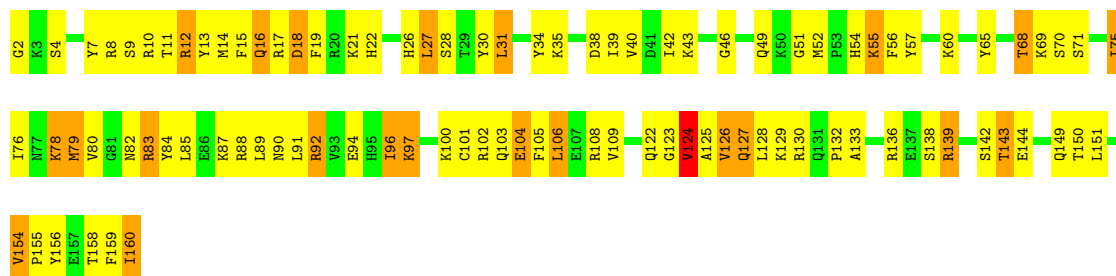 G2 K3 S4 Y7 R8 S9 R10 T11 R12 Y13 M14 F15 Q16 R17 D18 F19 R20 K21 H22 H26 L27 S28 T29 Y30 L31 Y34 K35 D38 I39 V40 D41 I42 K43 G46 Q49 K50 G51 M52 P53 H54 K55 F56 Y57 K60 Y65 T68 K69 S70 S71 I75
I76 N77 K78 M79 V80 G81 N82 R83 Y84 L85 E86 K87 R88 L89 N90 L91 R92 V93 E94 H95 I96 K97 K100 C101 R102 Q103 E104 F105 L106 E107 R108 V109 Q122 G123 V124 A125 V126 Q127 L128 K129 R130 Q131 P132 A133 R136 E137 S138 R139 S142 T143 E144 Q149 T150 L151
V154 P155 Y156 E157 T158 F159 I160